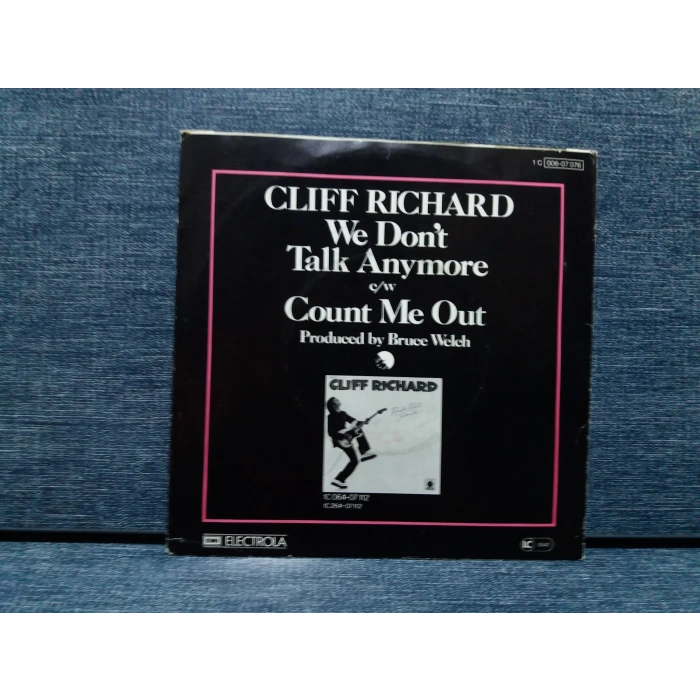 1 C 006-07 076
CLIFF RICHARD
We Don't
Talk Anymore
c/w
Count Me Out
Produced by Bruce Welch
CLIFF RICHARD
1C 064-07 112
1C 264-07 112
EMI ELECTROLA
LC